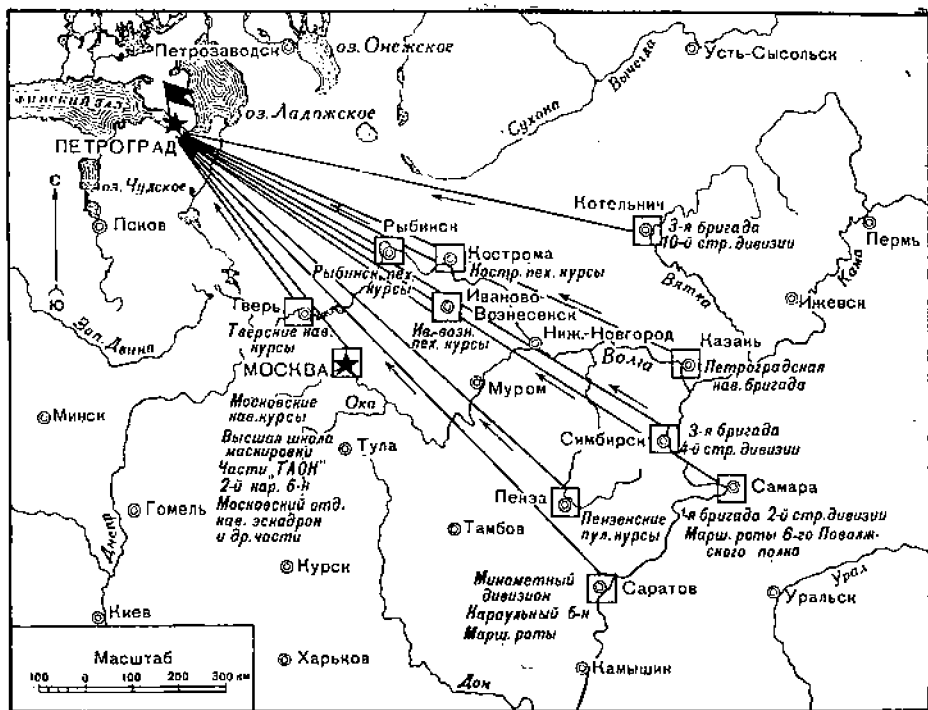 Петрозаводск
оз. Онежское
Вычегда
Усть-Сысольск
Сухона
оз. Ладожское
ФИНСКИЙ ЗАЛ.
ПЕТРОГРАД
С
оз. Чудское
Псков
Ю
Котельнич
3-я бригада
10-й стр. дивизии
Пермь
Кама
Рыбинск
Рыбинск. пех.
курсы
Кострома
Костр. пех. курсы
Вятка
Ижевск
Тверь
Тверские кав.
курсы
Иваново-
Вознесенск
Ив.-возн.
пех. курсы
Ниж.-Новгород
Зап. Двина
Волга
Казань
Петроградская
кав. бригада
МОСКВА
Муром
Ока
Минск
Московские
кав. курсы
Высшая школа
маскировки
Части „ТАОН"
2-й кар. б-н
Московский отд.
кав. эскадрон
и др. части
Тула
Симбирск
3-я бригада
4-й стр. дивизии
Самара
1-я бригада 2-й стр. дивизии
Марш. роты 6-го Поволж-
ского полка
Пенза
Пензенские
пул. курсы
Гомель
Днепр
Тамбов
Курск
Минометный
дивизион
Караульный б-н
Марш. роты
Саратов
Урал
Уральск
Киев
Харьков
Камышин
Дон
Масштаб
100 0 100 200 300 км